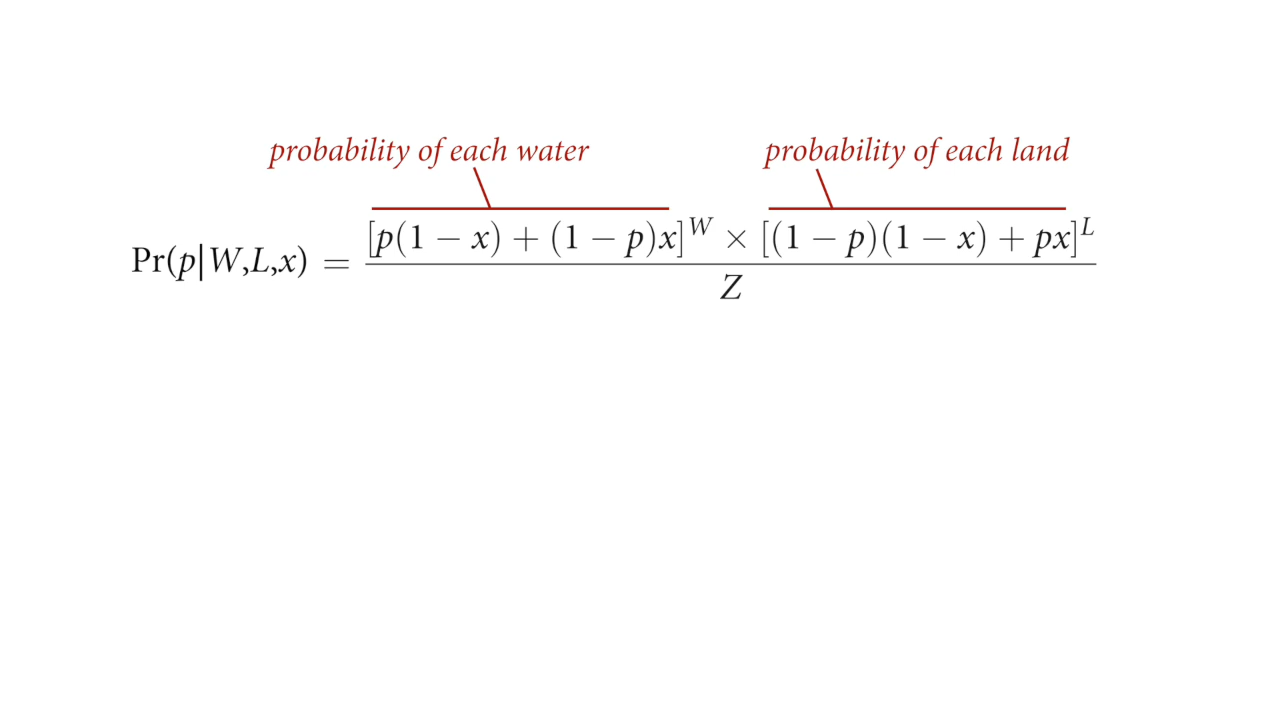 probability of each water probability of each land
Pr(p|W,L,x) = [p(1 − x) + (1 − p)x]^W × [(1 − p)(1 − x) + px]^L
Z